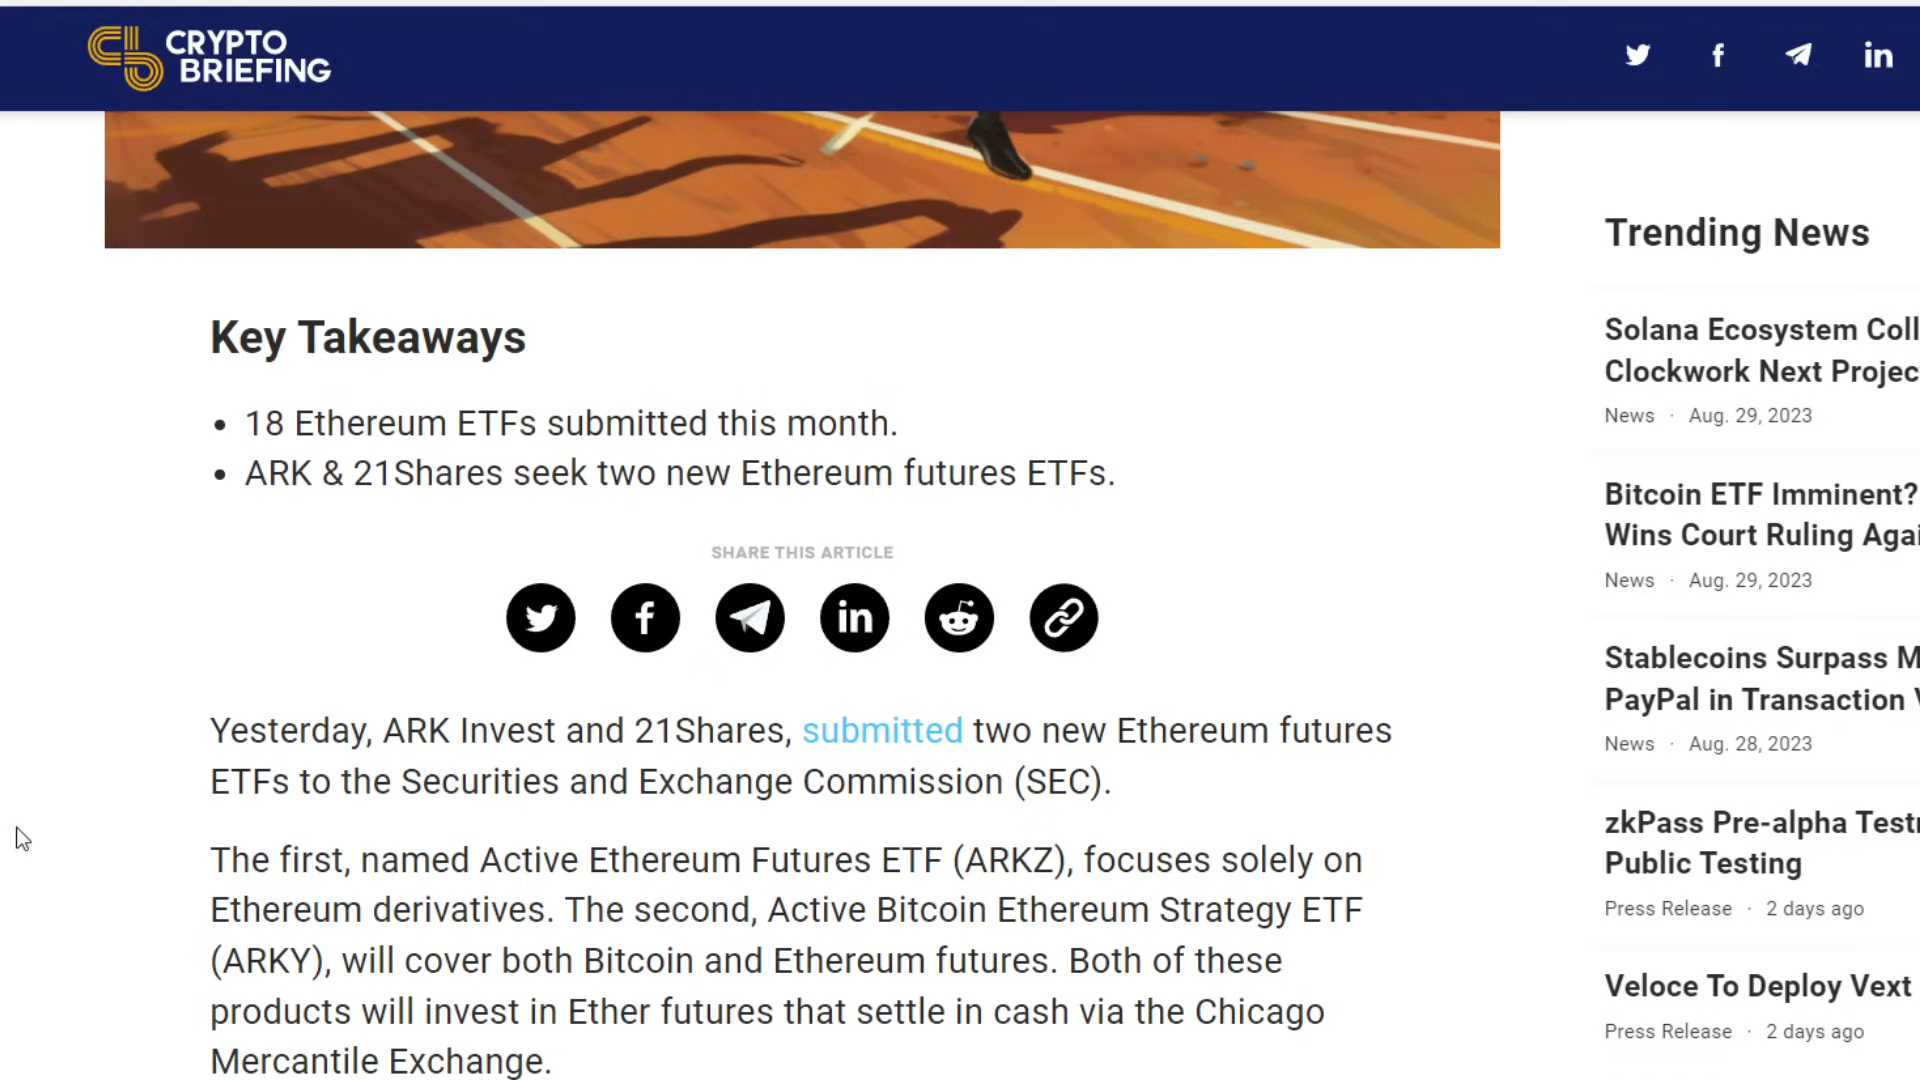 CRYPTO
BRIEFING
Key Takeaways
• 18 Ethereum ETFs submitted this month.
• ARK & 21Shares seek two new Ethereum futures ETFs.
SHARE THIS ARTICLE
Yesterday, ARK Invest and 21Shares, submitted two new Ethereum futures
ETFs to the Securities and Exchange Commission (SEC).
The first, named Active Ethereum Futures ETF (ARKZ), focuses solely on
Ethereum derivatives. The second, Active Bitcoin Ethereum Strategy ETF
(ARKY), will cover both Bitcoin and Ethereum futures. Both of these
products will invest in Ether futures that settle in cash via the Chicago
Mercantile Exchange.
Trending News
Solana Ecosystem Coll
Clockwork Next Projec
News · Aug. 29, 2023
Bitcoin ETF Imminent?
Wins Court Ruling Agai
News · Aug. 29, 2023
Stablecoins Surpass M
PayPal in Transaction V
News · Aug. 28, 2023
zkPass Pre-alpha Testn
Public Testing
Press Release · 2 days ago
Veloce To Deploy Vext
Press Release · 2 days ago